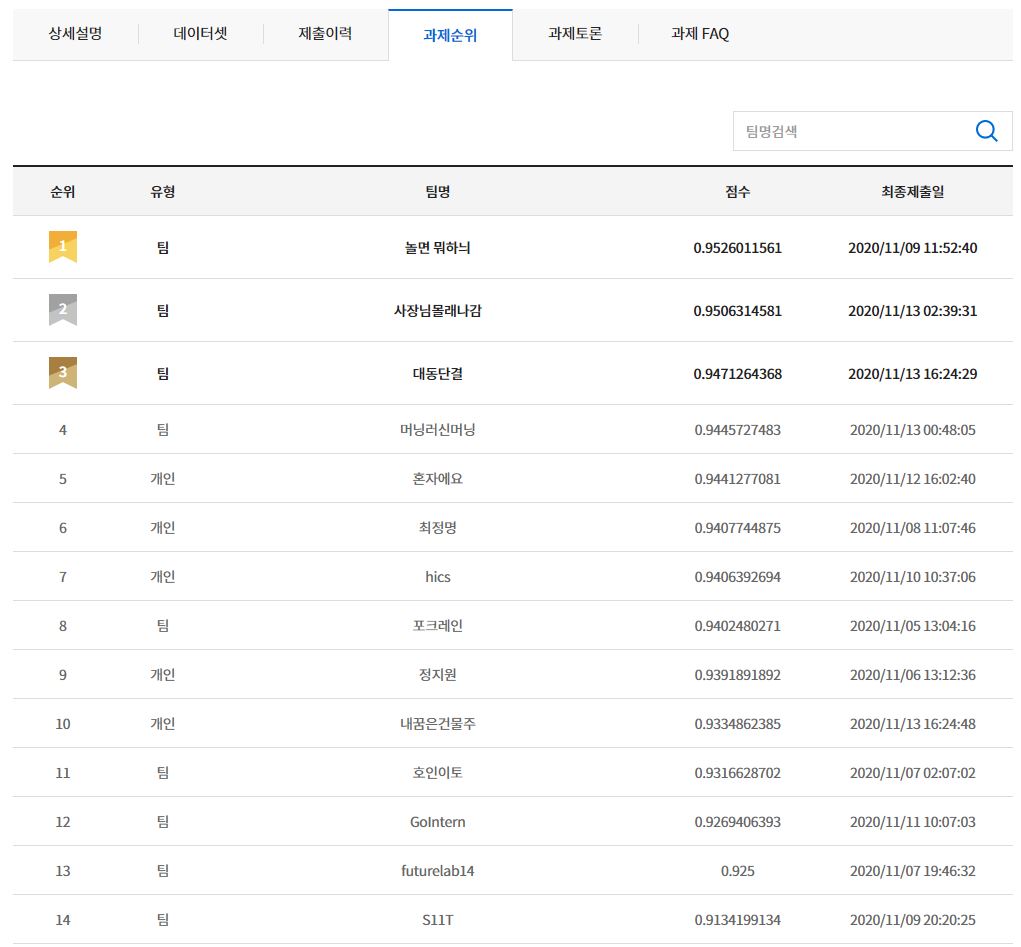 상세설명 데이터셋 제출이력 과제순위 과제토론 과제 FAQ
팀명검색
순위 유형 팀명 점수 최종제출일
1 팀 놀면 뭐하늬 0.9526011561 2020/11/09 11:52:40
2 팀 사장님몰래나감 0.9506314581 2020/11/13 02:39:31
3 팀 대동단결 0.9471264368 2020/11/13 16:24:29
4 팀 머닝러신머닝 0.9445727483 2020/11/13 00:48:05
5 개인 혼자에요 0.9441277081 2020/11/12 16:02:40
6 개인 최정명 0.9407744875 2020/11/08 11:07:46
7 개인 hics 0.9406392694 2020/11/10 10:37:06
8 팀 포크레인 0.9402480271 2020/11/05 13:04:16
9 개인 정지원 0.9391891892 2020/11/06 13:12:36
10 개인 내꿈은건물주 0.9334862385 2020/11/13 16:24:48
11 팀 호인이토 0.9316628702 2020/11/07 02:07:02
12 팀 GoIntern 0.9269406393 2020/11/11 10:07:03
13 팀 futurelab14 0.925 2020/11/07 19:46:32
14 팀 S11T 0.9134199134 2020/11/09 20:20:25